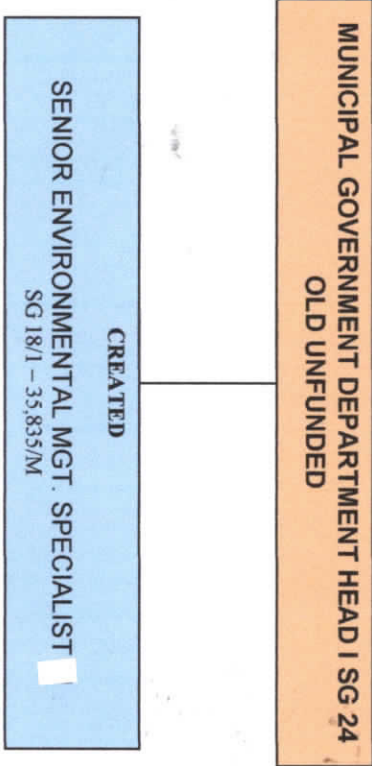 MUNICIPAL GOVERNMENT DEPARTMENT HEAD I SG 24
OLD UNFUNDED
CREATED
SENIOR ENVIRONMENTAL MGT. SPECIALIST
SG 18/1 – 35,835/M